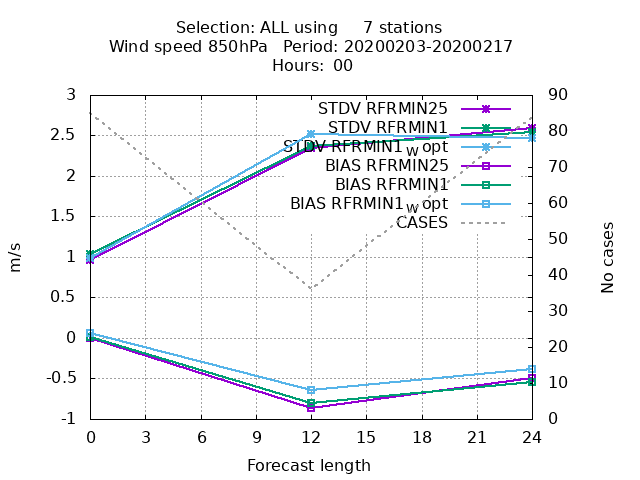 Selection: ALL using     7 stations
Wind speed 850hPa   Period: 20200203-20200217
Hours:  00
3
2.5
2
1.5
1
0.5
0
-0.5
-1
m/s
STDV RFRMIN25
STDV RFRMIN1
STDV RFRMIN1w opt
BIAS RFRMIN25
BIAS RFRMIN1
BIAS RFRMIN1w opt
CASES
90
80
70
60
50
40
30
20
10
0
No cases
0 3 6 9 12 15 18 21 24
Forecast length